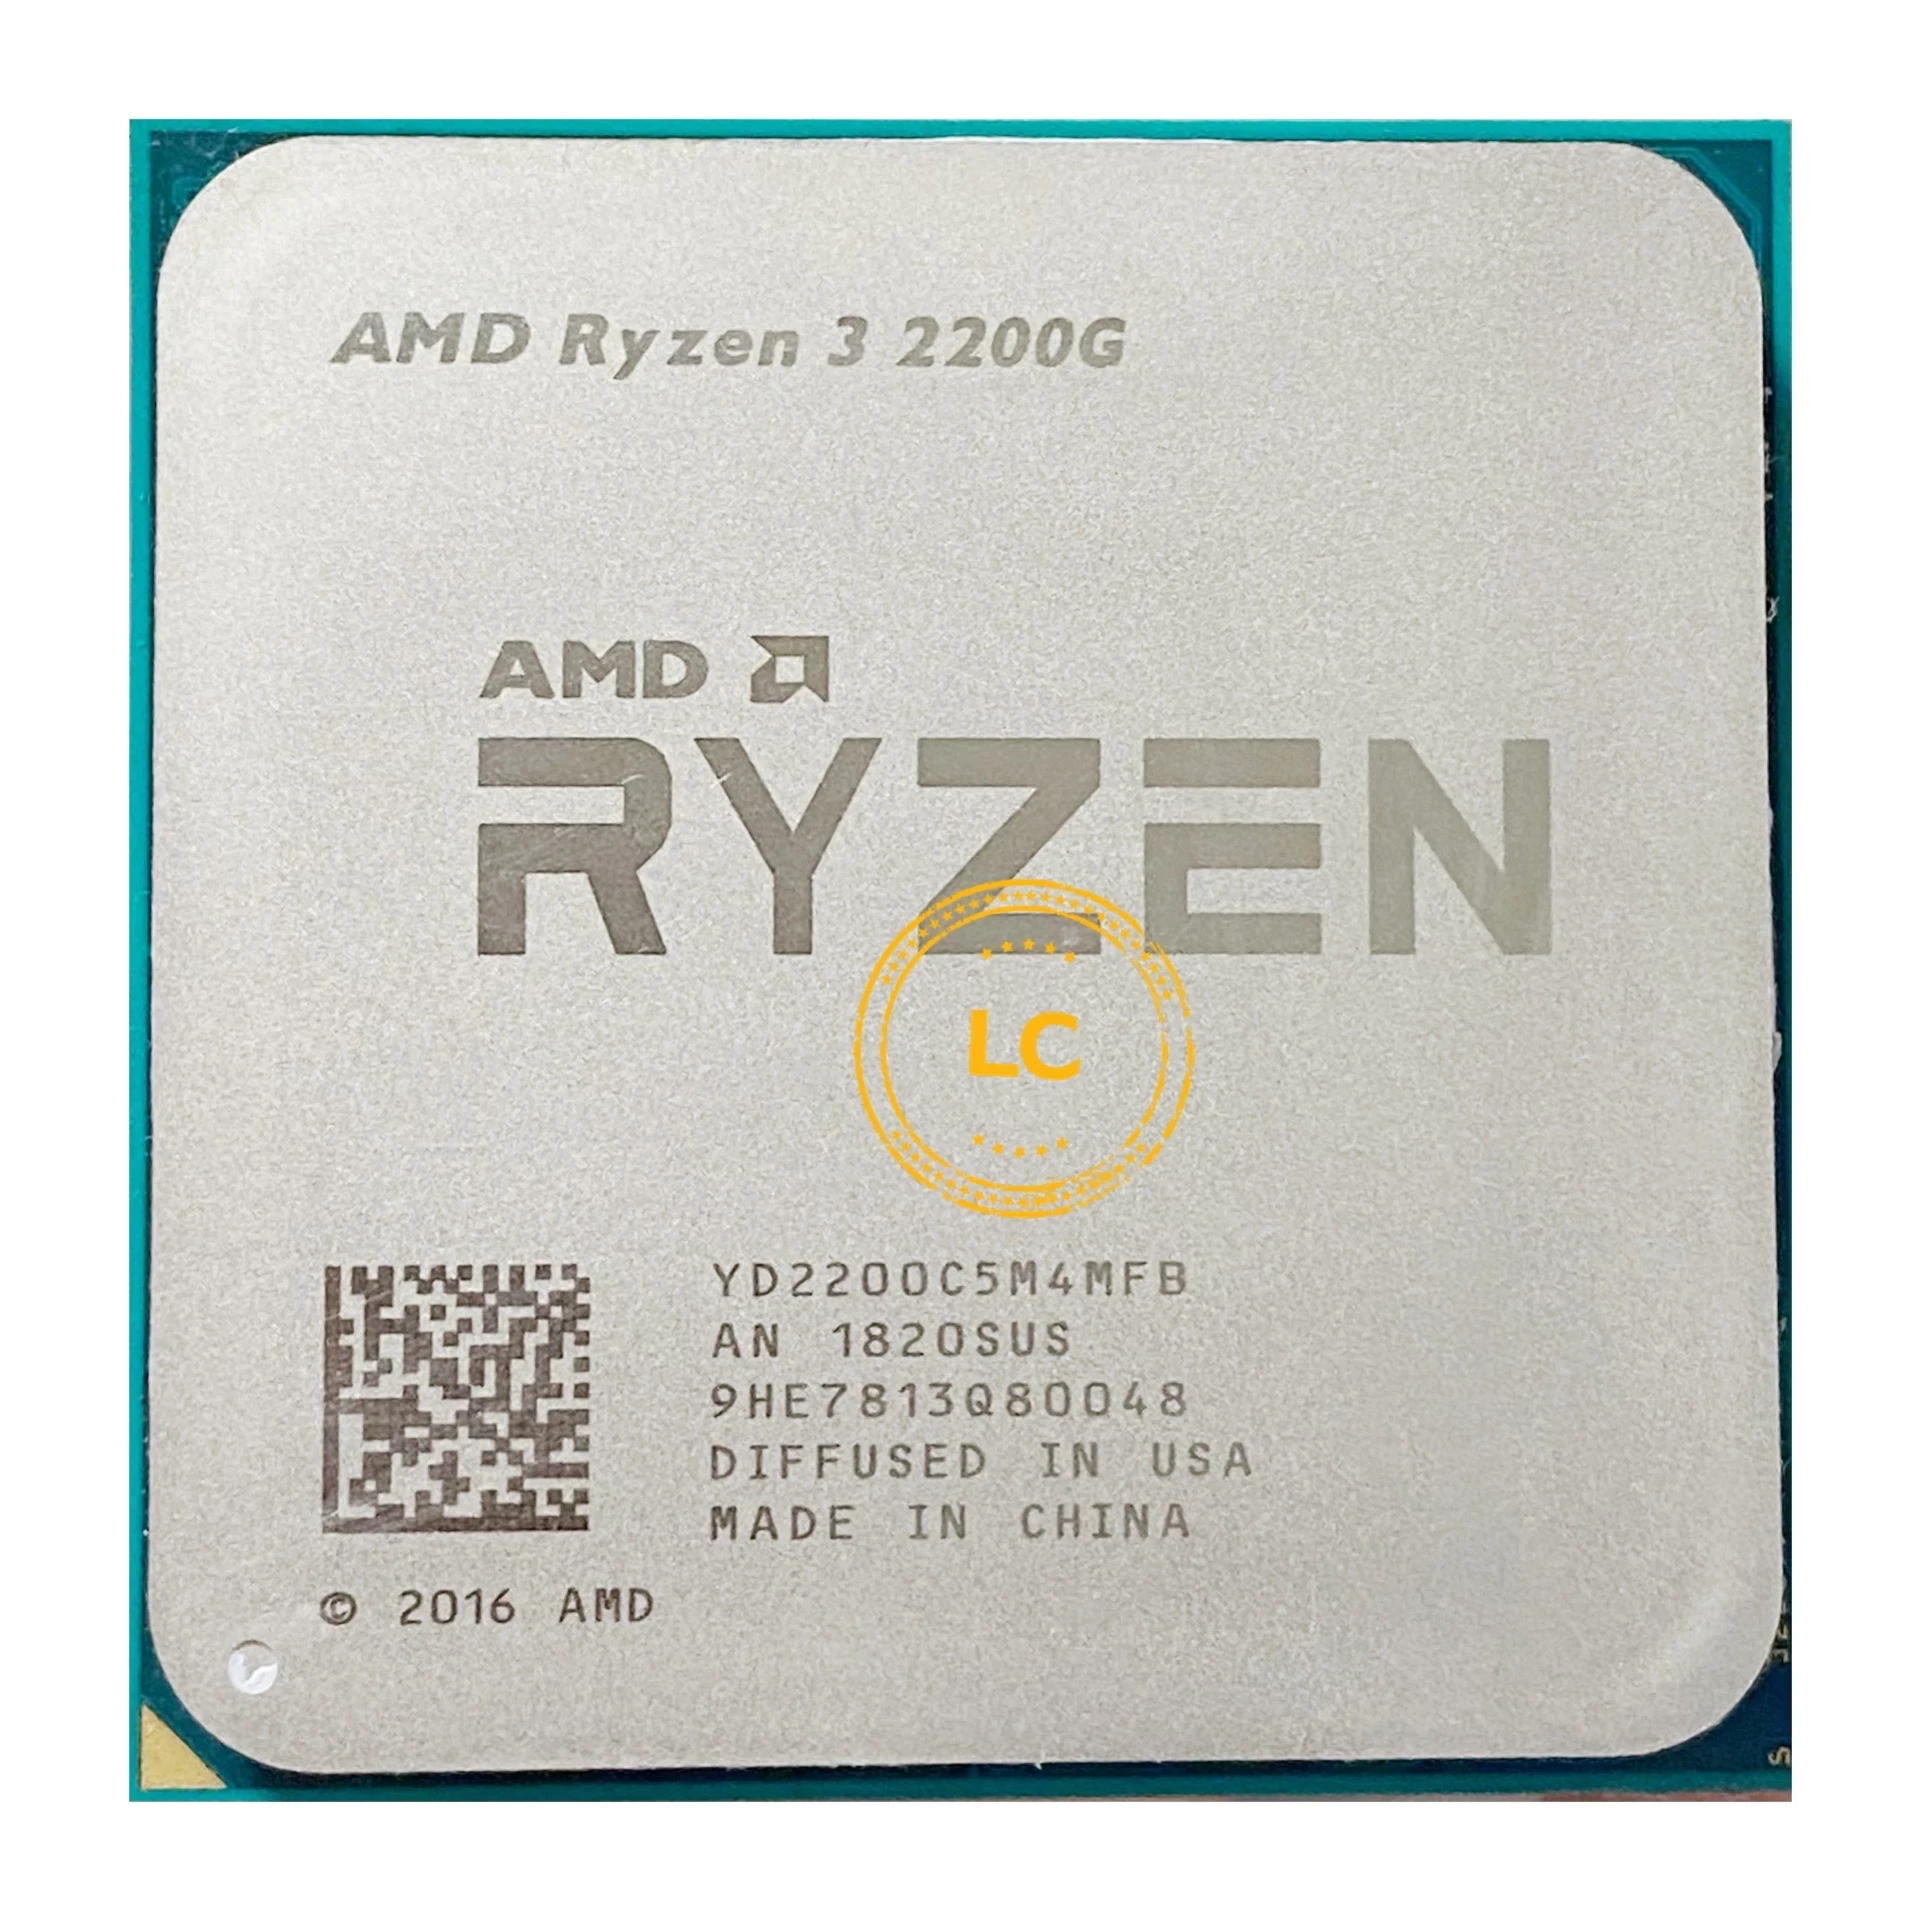 AMD Ryzen 3 2200G
AMD
RYZEN
LC
YD2200C5M4MFB
AN 1820SUS
9HE7813Q80048
DIFFUSED IN USA
MADE IN CHINA
© 2016 AMD